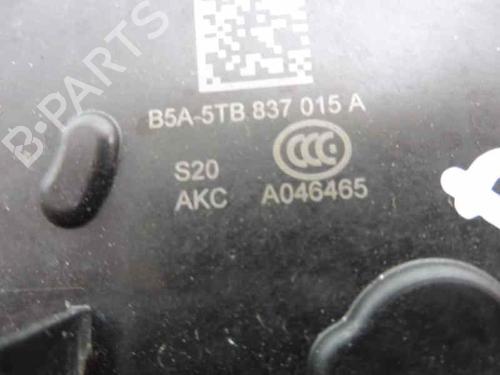 B-PARTS
B5A-5TB 837 015 A
CCC
S20
AKC A046465